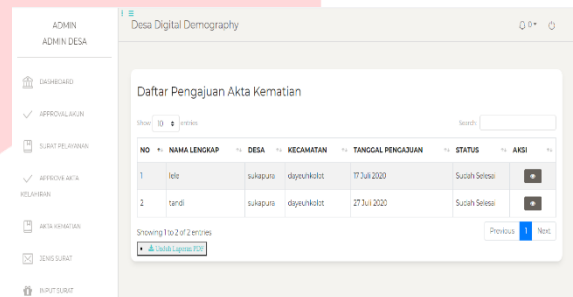 ADMIN
ADMIN DESA
DASHBOARD
APPROVAL AKUN
SURAT PELAYANAN
APPROVE AKTA
KELAHIRAN
AKTA KEMATIAN
JENIS SURAT
INPUT SURAT
Desa Digital Demography
0
Daftar Pengajuan Akta Kematian
Show 10 entries
Search:
NO NAMA LENGKAP DESA KECAMATAN TANGGAL PENGAJUAN STATUS AKSI
1 lele sukapura dayeuhkolot 17 Juli 2020 Sudah Selesai
2 tandi sukapura dayeuhkolot 27 Juli 2020 Sudah Selesai
Showing 1 to 2 of 2 entries
Previous 1 Next
Unduh Laporan PDF